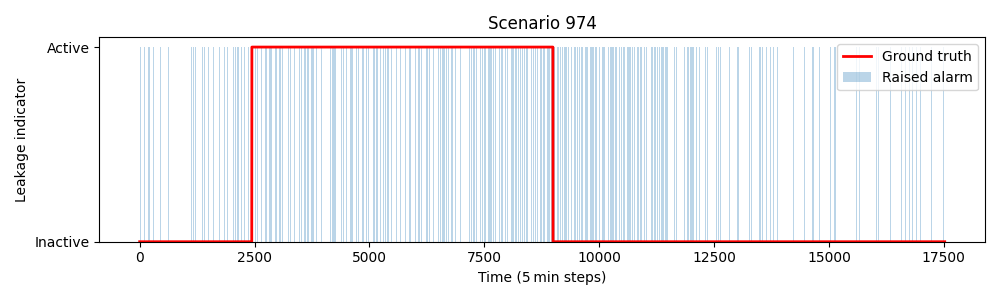 Scenario 974
Active
Inactive
Leakage indicator
Ground truth
Raised alarm
0 2500 5000 7500 10000 12500 15000 17500
Time (5 min steps)